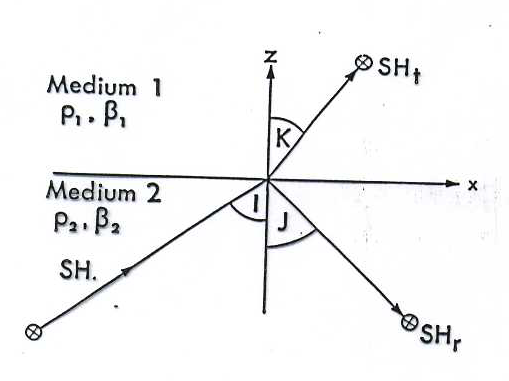 z
SHt
Medium 1
ρ1, β1
K
x
Medium 2
ρ2, β2
I
J
SH.
SHr